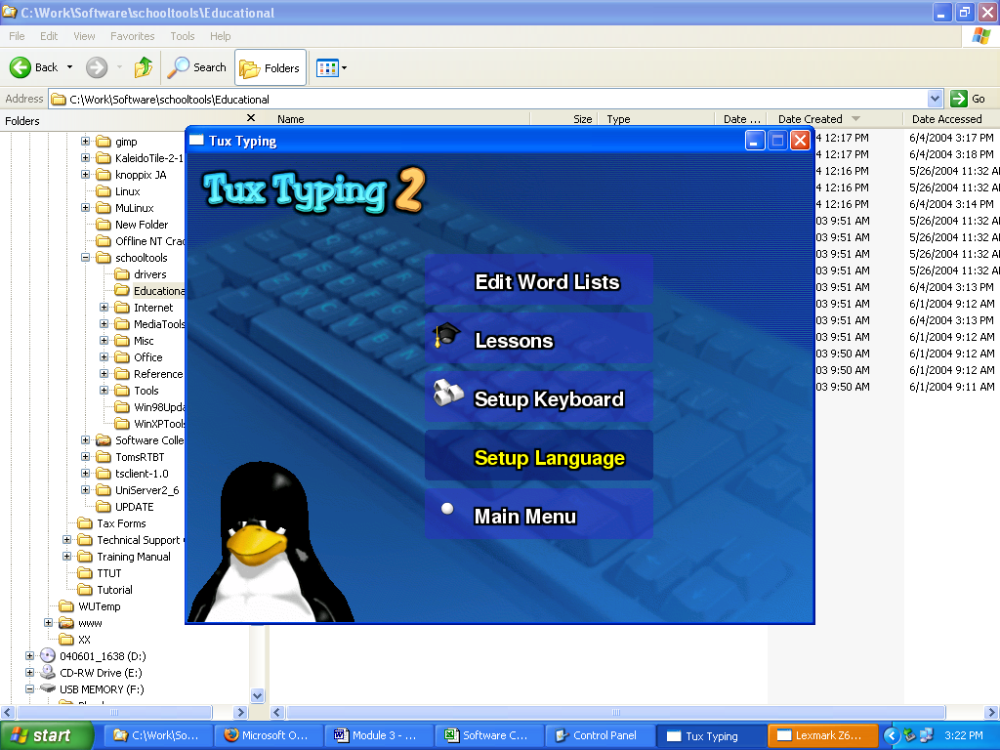 C:\Work\Software\schooltools\Educational
File Edit View Favorites Tools Help
Back Search Folders
Address C:\Work\Software\schooltools\Educational Go
Folders Name Size Type Date ... Date Created Date Accessed
Tux Typing
Tux Typing 2
Edit Word Lists
Lessons
Setup Keyboard
Setup Language
Main Menu
gimp
KaleidoTile-2-1
knoppix JA
Linux
MuLinux
New Folder
Offline NT Crac
schooltools
drivers
Educationa
Internet
MediaTools
Misc
Office
Reference
Tools
Win98Upda
WinXPTools
Software Colle
TomsRTBT
tsclient-1.0
UniServer2_6
UPDATE
Tax Forms
Technical Support
Training Manual
TTUT
Tutorial
WUTemp
www
XX
040601_1638 (D:)
CD-RW Drive (E:)
USB MEMORY (F:)
4 12:17 PM 6/4/2004 3:17 PM
4 12:17 PM 6/4/2004 3:18 PM
4 12:16 PM 5/26/2004 11:32 A
4 12:16 PM 5/26/2004 11:32 A
4 12:16 PM 6/4/2004 3:14 PM
03 9:51 AM 5/26/2004 11:32 A
03 9:51 AM 5/26/2004 11:32 A
03 9:51 AM 5/26/2004 11:32 A
03 9:51 AM 5/26/2004 11:32 A
03 9:51 AM 6/4/2004 3:13 PM
03 9:51 AM 6/1/2004 9:12 AM
03 9:51 AM 6/4/2004 3:13 PM
03 9:51 AM 6/1/2004 9:12 AM
03 9:50 AM 6/1/2004 9:12 AM
03 9:50 AM 6/1/2004 9:12 AM
03 9:50 AM 6/1/2004 9:11 AM
start C:\Work\So... Microsoft O... Module 3 - ... Software C... Control Panel Tux Typing Lexmark Z6... 3:22 PM